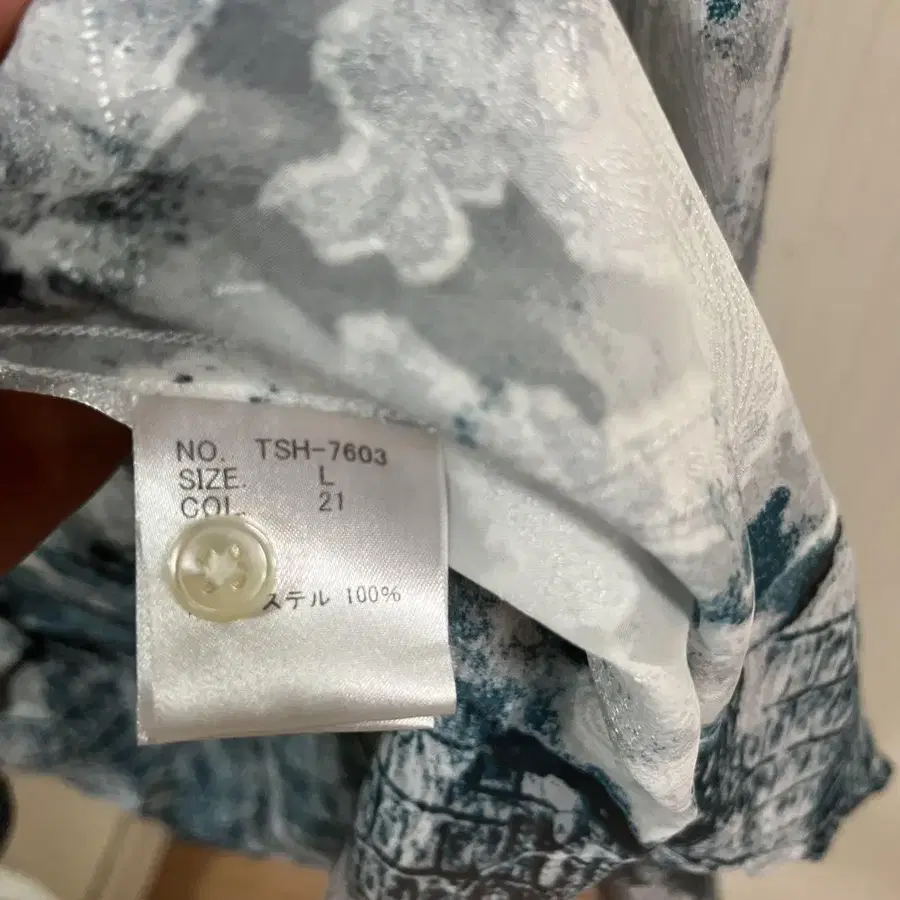 NO. TSH-7603
SIZE. L
COL. 21
ステル 100%